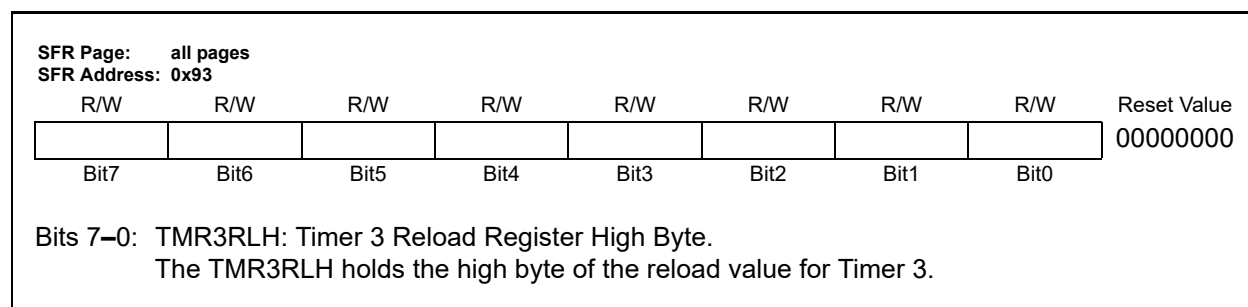 SFR Page: all pages
SFR Address: 0x93
R/W R/W R/W R/W R/W R/W R/W R/W Reset Value
00000000
Bit7 Bit6 Bit5 Bit4 Bit3 Bit2 Bit1 Bit0
Bits 7–0: TMR3RLH: Timer 3 Reload Register High Byte.
The TMR3RLH holds the high byte of the reload value for Timer 3.